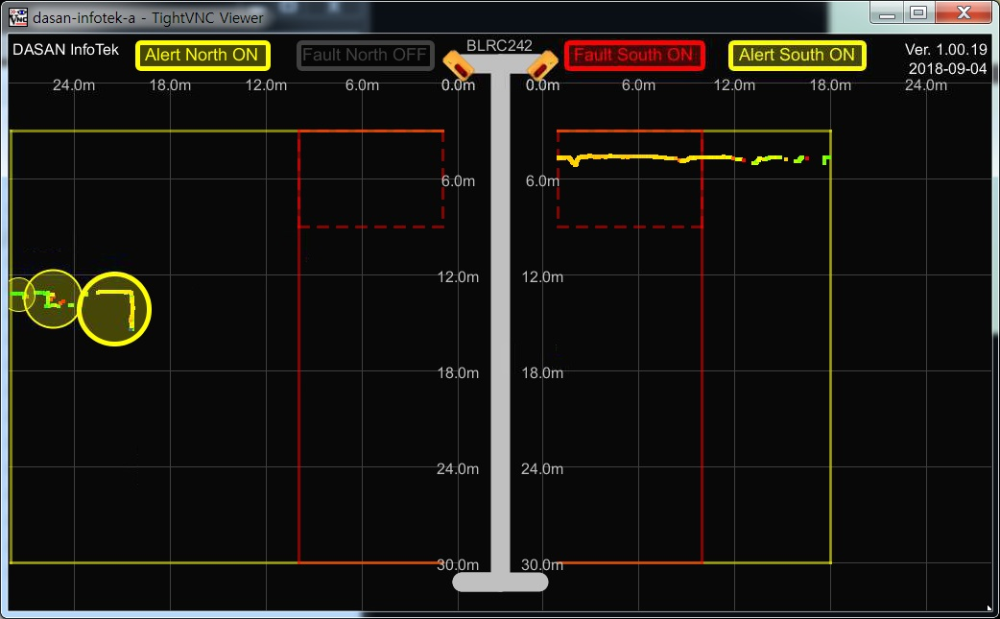 dasan-infotek-a - TightVNC Viewer
DASAN InfoTek
Alert North ON
Fault North OFF
BLRC242
Fault South ON
Alert South ON
Ver. 1.00.19
2018-09-04
24.0m 18.0m 12.0m 6.0m 0.0m 0.0m 6.0m 12.0m 18.0m 24.0m
6.0m 6.0m
12.0m 12.0m
18.0m 18.0m
24.0m 24.0m
30.0m 30.0m